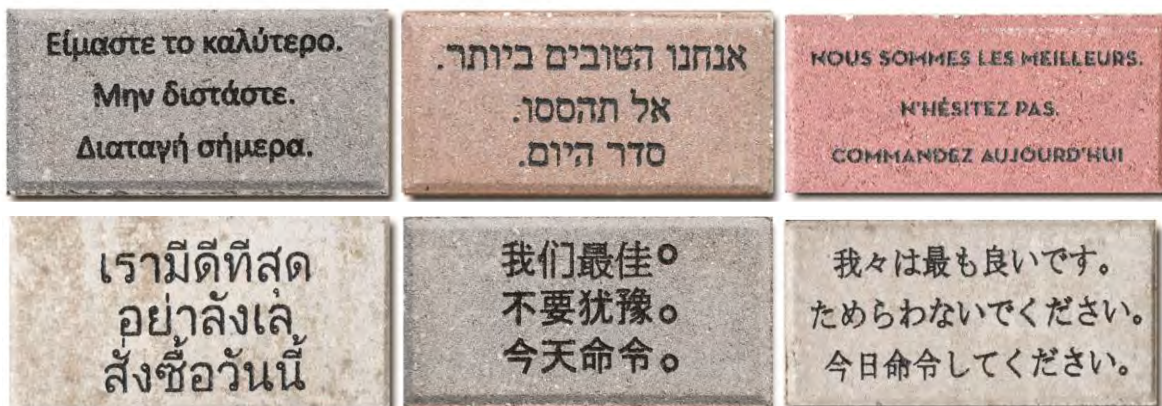 Είμαστε το καλύτερο.
Μην διστάστε.
Διαταγή σήμερα.
אנחנו הטובים ביותר.
אל תהססו.
סדר היום.
NOUS SOMMES LES MEILLEURS.
N'HÉSITEZ PAS.
COMMANDEZ AUJOURD'HUI
เรามีดีที่สุด
อย่าลังเล
สั่งซื้อวันนี้
我们最佳。
不要犹豫。
今天命令。
我々は最も良いです。
ためらわないでください。
今日命令してください。